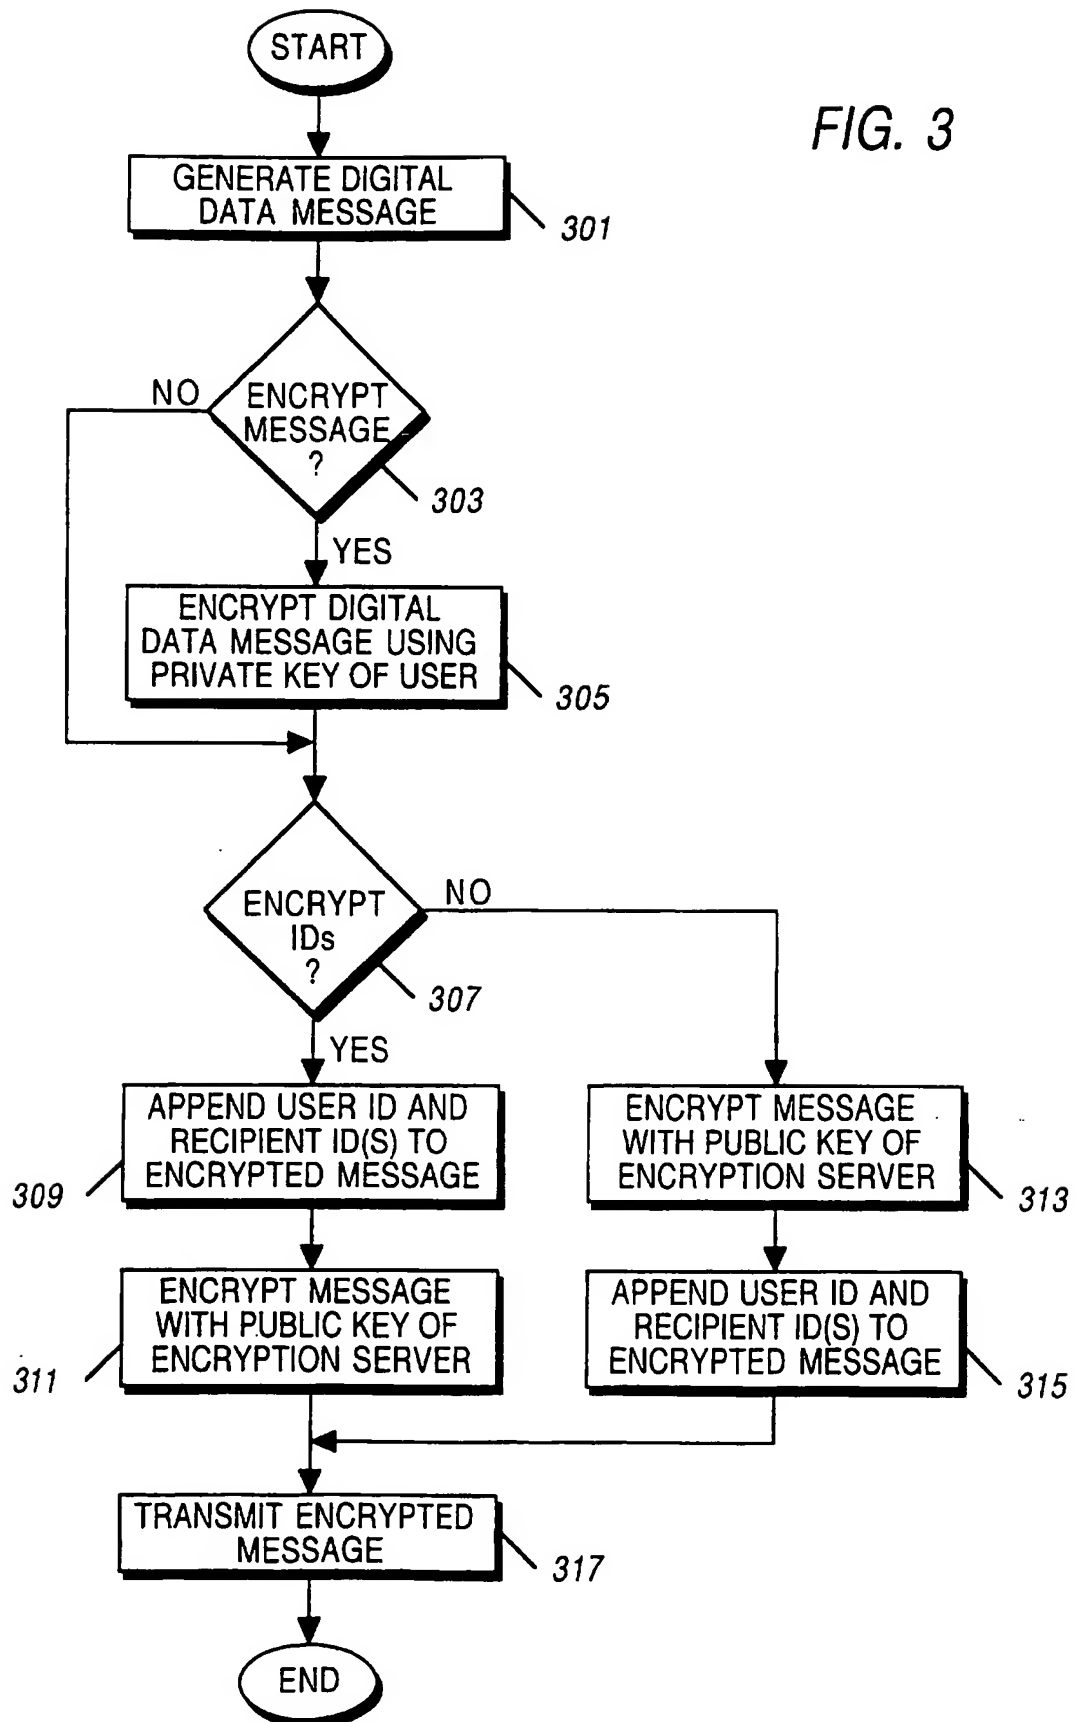 START
FIG. 3
GENERATE DIGITAL
DATA MESSAGE
301
NO
ENCRYPT
MESSAGE
?
303
YES
ENCRYPT DIGITAL
DATA MESSAGE USING
PRIVATE KEY OF USER
305
ENCRYPT
IDs
?
NO
307
YES
APPEND USER ID AND
RECIPIENT ID(S) TO
ENCRYPTED MESSAGE
309
ENCRYPT MESSAGE
WITH PUBLIC KEY OF
ENCRYPTION SERVER
313
ENCRYPT MESSAGE
WITH PUBLIC KEY OF
ENCRYPTION SERVER
311
APPEND USER ID AND
RECIPIENT ID(S) TO
ENCRYPTED MESSAGE
315
TRANSMIT ENCRYPTED
MESSAGE
317
END